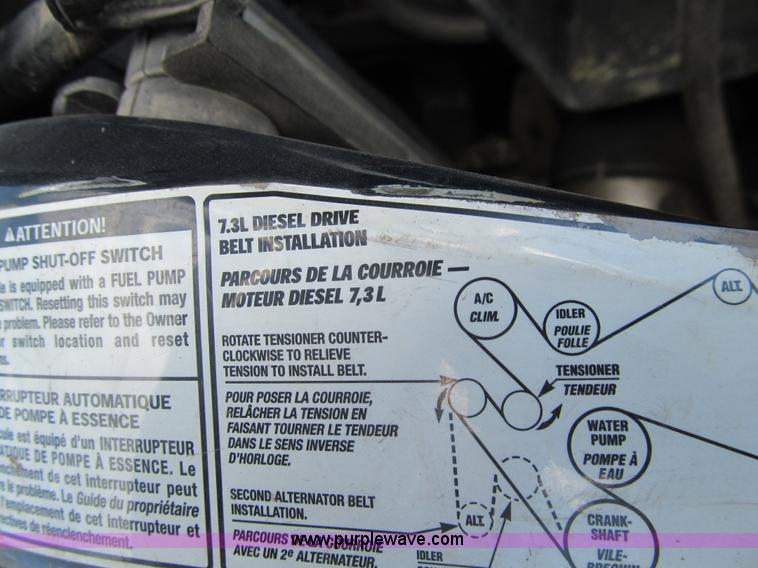 ATTENTION!
PUMP SHUT-OFF SWITCH
is equipped with a FUEL PUMP
SWITCH. Resetting this switch may
problem. Please refer to the Owner
switch location and reset
DE POMPE À ESSENCE
est équipé d'un INTERRUPTEUR
DE POMPE À ESSENCE. Le
de cet interrupteur peut
le problème. Le Guide du propriétaire
l'emplacement de cet interrupteur et
de réenclenchement.
7.3L DIESEL DRIVE
BELT INSTALLATION
PARCOURS DE LA COURROIE —
MOTEUR DIESEL 7,3 L
ROTATE TENSIONER COUNTER-
CLOCKWISE TO RELIEVE
TENSION TO INSTALL BELT.
POUR POSER LA COURROIE,
RELÂCHER LA TENSION EN
FAISANT TOURNER LE TENDEUR
DANS LE SENS INVERSE
D'HORLOGE.
SECOND ALTERNATOR BELT
INSTALLATION.
PARCOURS DE LA COURROIE
AVEC UN 2e ALTERNATEUR.
A/C
CLIM.
IDLER
POULIE
FOLLE
ALT.
TENSIONER
TENDEUR
WATER
PUMP
POMPE À
EAU
ALT.
IDLER
CRANK-
SHAFT
VILE-
BREQUIN
www.purplewave.com